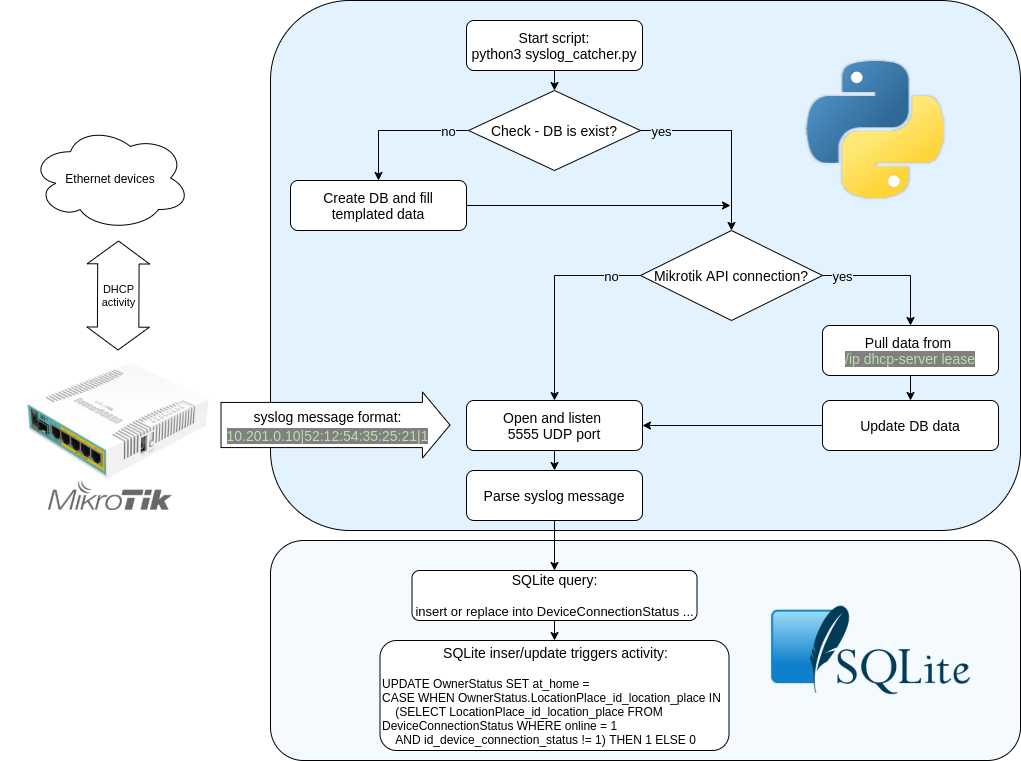 Start script:
python3 syslog_catcher.py
Check - DB is exist?
no
yes
Create DB and fill
templated data
Ethernet devices
DHCP
activity
Mikrotik API connection?
no
yes
Pull data from
/ip dhcp-server lease
Update DB data
syslog message format:
10.201.0.10|52:12:54:35:25:21|1
Open and listen
5555 UDP port
Parse syslog message
MikroTik
SQLite query:
insert or replace into DeviceConnectionStatus ...
SQLite inser/update triggers activity:
UPDATE OwnerStatus SET at_home =
CASE WHEN OwnerStatus.LocationPlace_id_location_place IN
(SELECT LocationPlace_id_location_place FROM
DeviceConnectionStatus WHERE online = 1
AND id_device_connection_status != 1) THEN 1 ELSE 0
SQLite